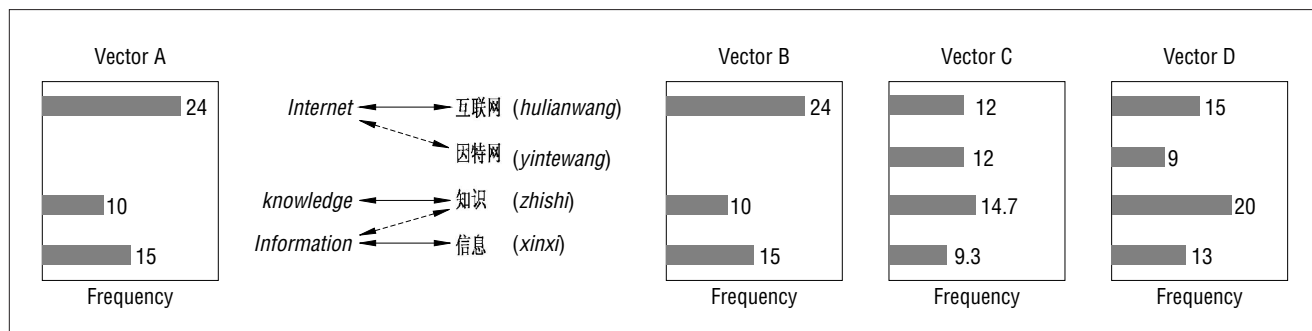 Vector A
24
10
15
Frequency
Internet 互联网 (hulianwang)
因特网 (yintewang)
knowledge 知识 (zhishi)
Information 信息 (xinxi)
Vector B
24
10
15
Frequency
Vector C
12
12
14.7
9.3
Frequency
Vector D
15
9
20
13
Frequency